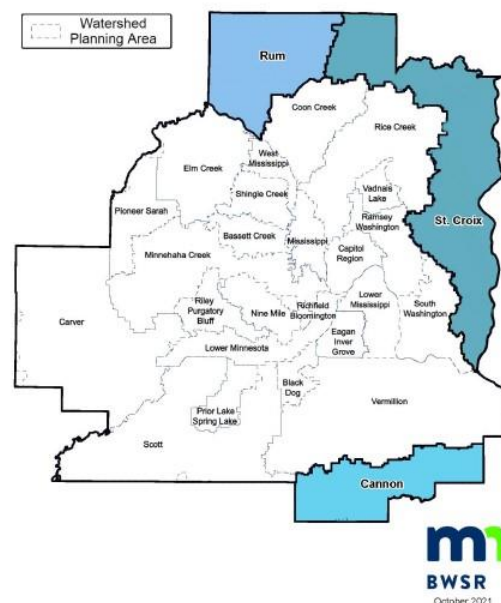 Watershed
Planning Area
Rum
Coon Creek
Rice Creek
West
Mississippi
Elm Creek
Vadnais
Lake
Shingle Creek
Pioneer Sarah
Ramsey
Washington
St. Croix
Bassett Creek
Mississippi
Capitol
Region
Minnehaha Creek
Carver
Riley
Purgatory
Bluff
Nine Mile
Richfield
Bloomington
Lower
Mississippi
South
Washington
Eagan
Inver
Grove
Lower Minnesota
Black
Dog
Vermillion
Prior Lake
Spring Lake
Scott
Cannon
BWSR
October 2021